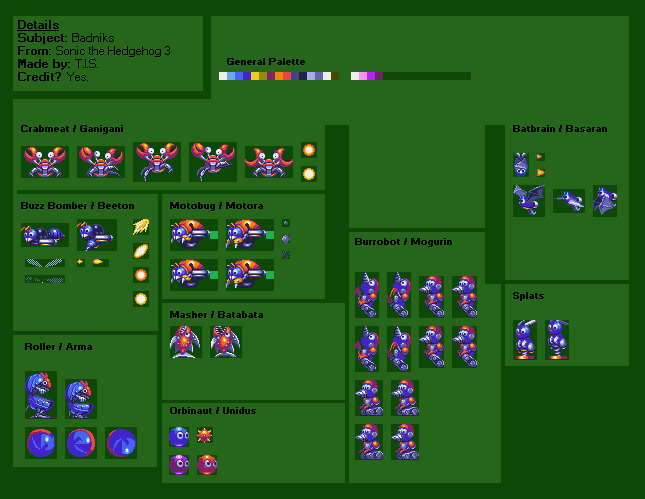 Details
Subject: Badniks
From: Sonic the Hedgehog 3
Made by: T.I.S.
Credit? Yes.
General Palette
Crabmeat / Ganigani
Batbrain / Basaran
Buzz Bomber / Beeton
Motobug / Motora
Burrobot / Mogurin
Splats
Masher / Batabata
Roller / Arma
Orbinaut / Unidus